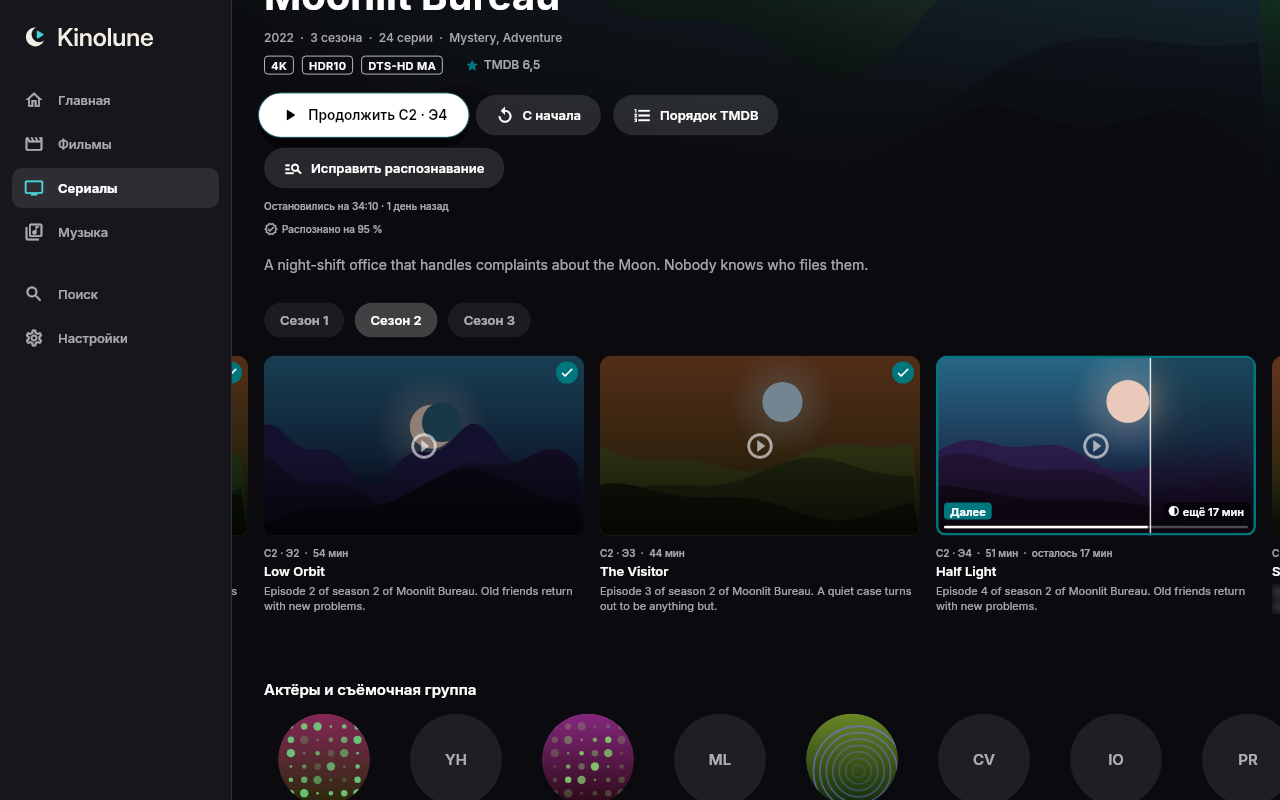 Kinolune
Главная
Фильмы
Сериалы
Музыка
Поиск
Настройки
Moonlit Bureau
2022 · 3 сезона · 24 серии · Mystery, Adventure
4K HDR10 DTS-HD MA TMDB 6,5
Продолжить С2 · Э4
С начала
Порядок TMDB
Исправить распознавание
Остановились на 34:10 · 1 день назад
Распознано на 95 %
A night-shift office that handles complaints about the Moon. Nobody knows who files them.
Сезон 1
Сезон 2
Сезон 3
С2 · Э2 · 54 мин
Low Orbit
Episode 2 of season 2 of Moonlit Bureau. Old friends return
with new problems.
С2 · Э3 · 44 мин
The Visitor
Episode 3 of season 2 of Moonlit Bureau. A quiet case turns
out to be anything but.
Далее
ещё 17 мин
С2 · Э4 · 51 мин · осталось 17 мин
Half Light
Episode 4 of season 2 of Moonlit Bureau. Old friends return
with new problems.
Актёры и съёмочная группа
YH
ML
CV
IO
PR